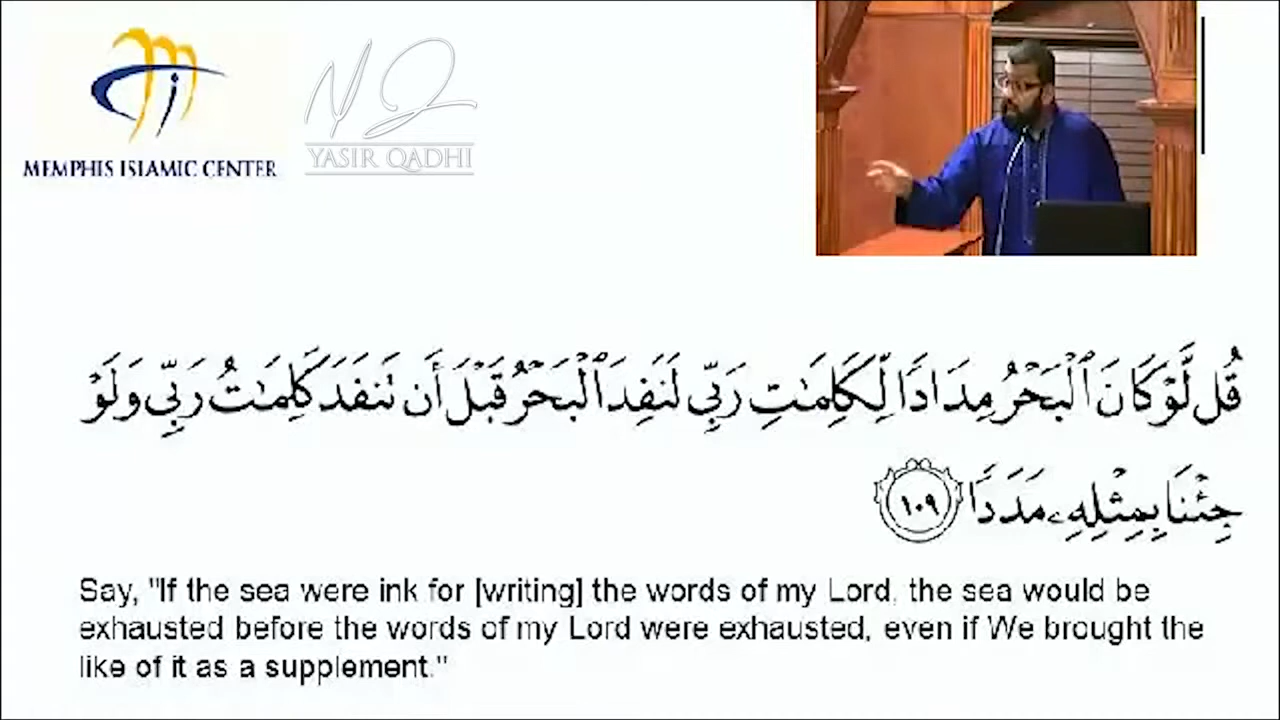 MEMPHIS ISLAMIC CENTER
YQ
YASIR QADHI
قُل لَّوْ كَانَ ٱلْبَحْرُ مِدَادًا لِّكَلِمَٰتِ رَبِّى لَنَفِدَ ٱلْبَحْرُ قَبْلَ أَن تَنفَدَ كَلِمَٰتُ رَبِّى وَلَوْ
جِئْنَا بِمِثْلِهِۦ مَدَدًا ١٠٩
Say, "If the sea were ink for [writing] the words of my Lord, the sea would be
exhausted before the words of my Lord were exhausted, even if We brought the
like of it as a supplement."